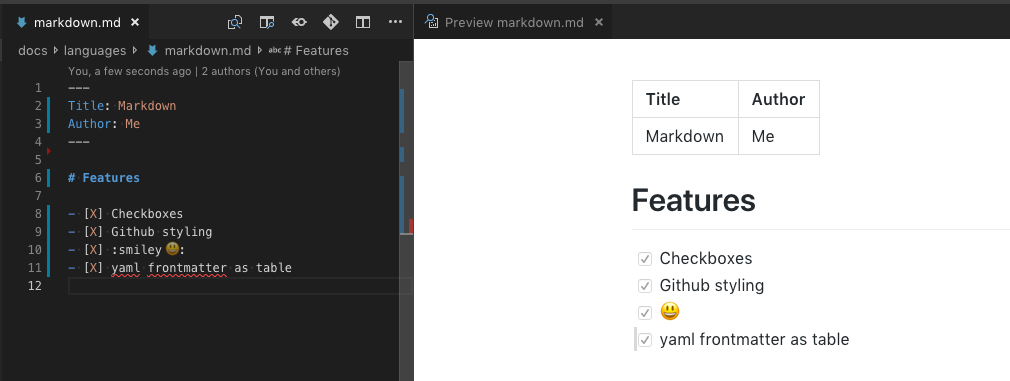 markdown.md
docs languages markdown.md abc # Features
You, a few seconds ago | 2 authors (You and others)
1 ---
2 Title: Markdown
3 Author: Me
4 ---
5
6 # Features
7
8 - [X] Checkboxes
9 - [X] Github styling
10 - [X] :smiley😃:
11 - [X] yaml frontmatter as table
12
Preview markdown.md
Title Author
Markdown Me
Features
Checkboxes
Github styling
😃
yaml frontmatter as table